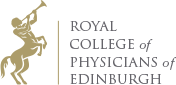 ROYAL
COLLEGE of
PHYSICIANS of
EDINBURGH